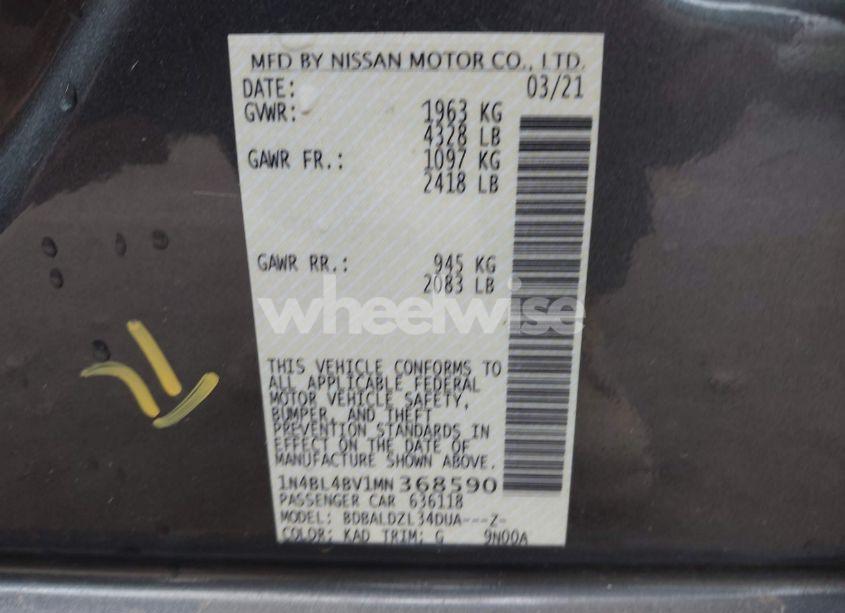 MFD BY NISSAN MOTOR CO., LTD.
DATE: 03/21
GVWR: 1963 KG
4328 LB
GAWR FR.: 1097 KG
2418 LB
GAWR RR.: 945 KG
2083 LB
wheelwise
THIS VEHICLE CONFORMS TO
ALL APPLICABLE FEDERAL
MOTOR VEHICLE SAFETY,
BUMPER, AND THEFT
PREVENTION STANDARDS IN
EFFECT ON THE DATE OF
MANUFACTURE SHOWN ABOVE.
1N4BL4BV1MN368590
PASSENGER CAR 636118
MODEL: BDBALDZL34DUA---Z-
COLOR: KAD TRIM: G 9N00A